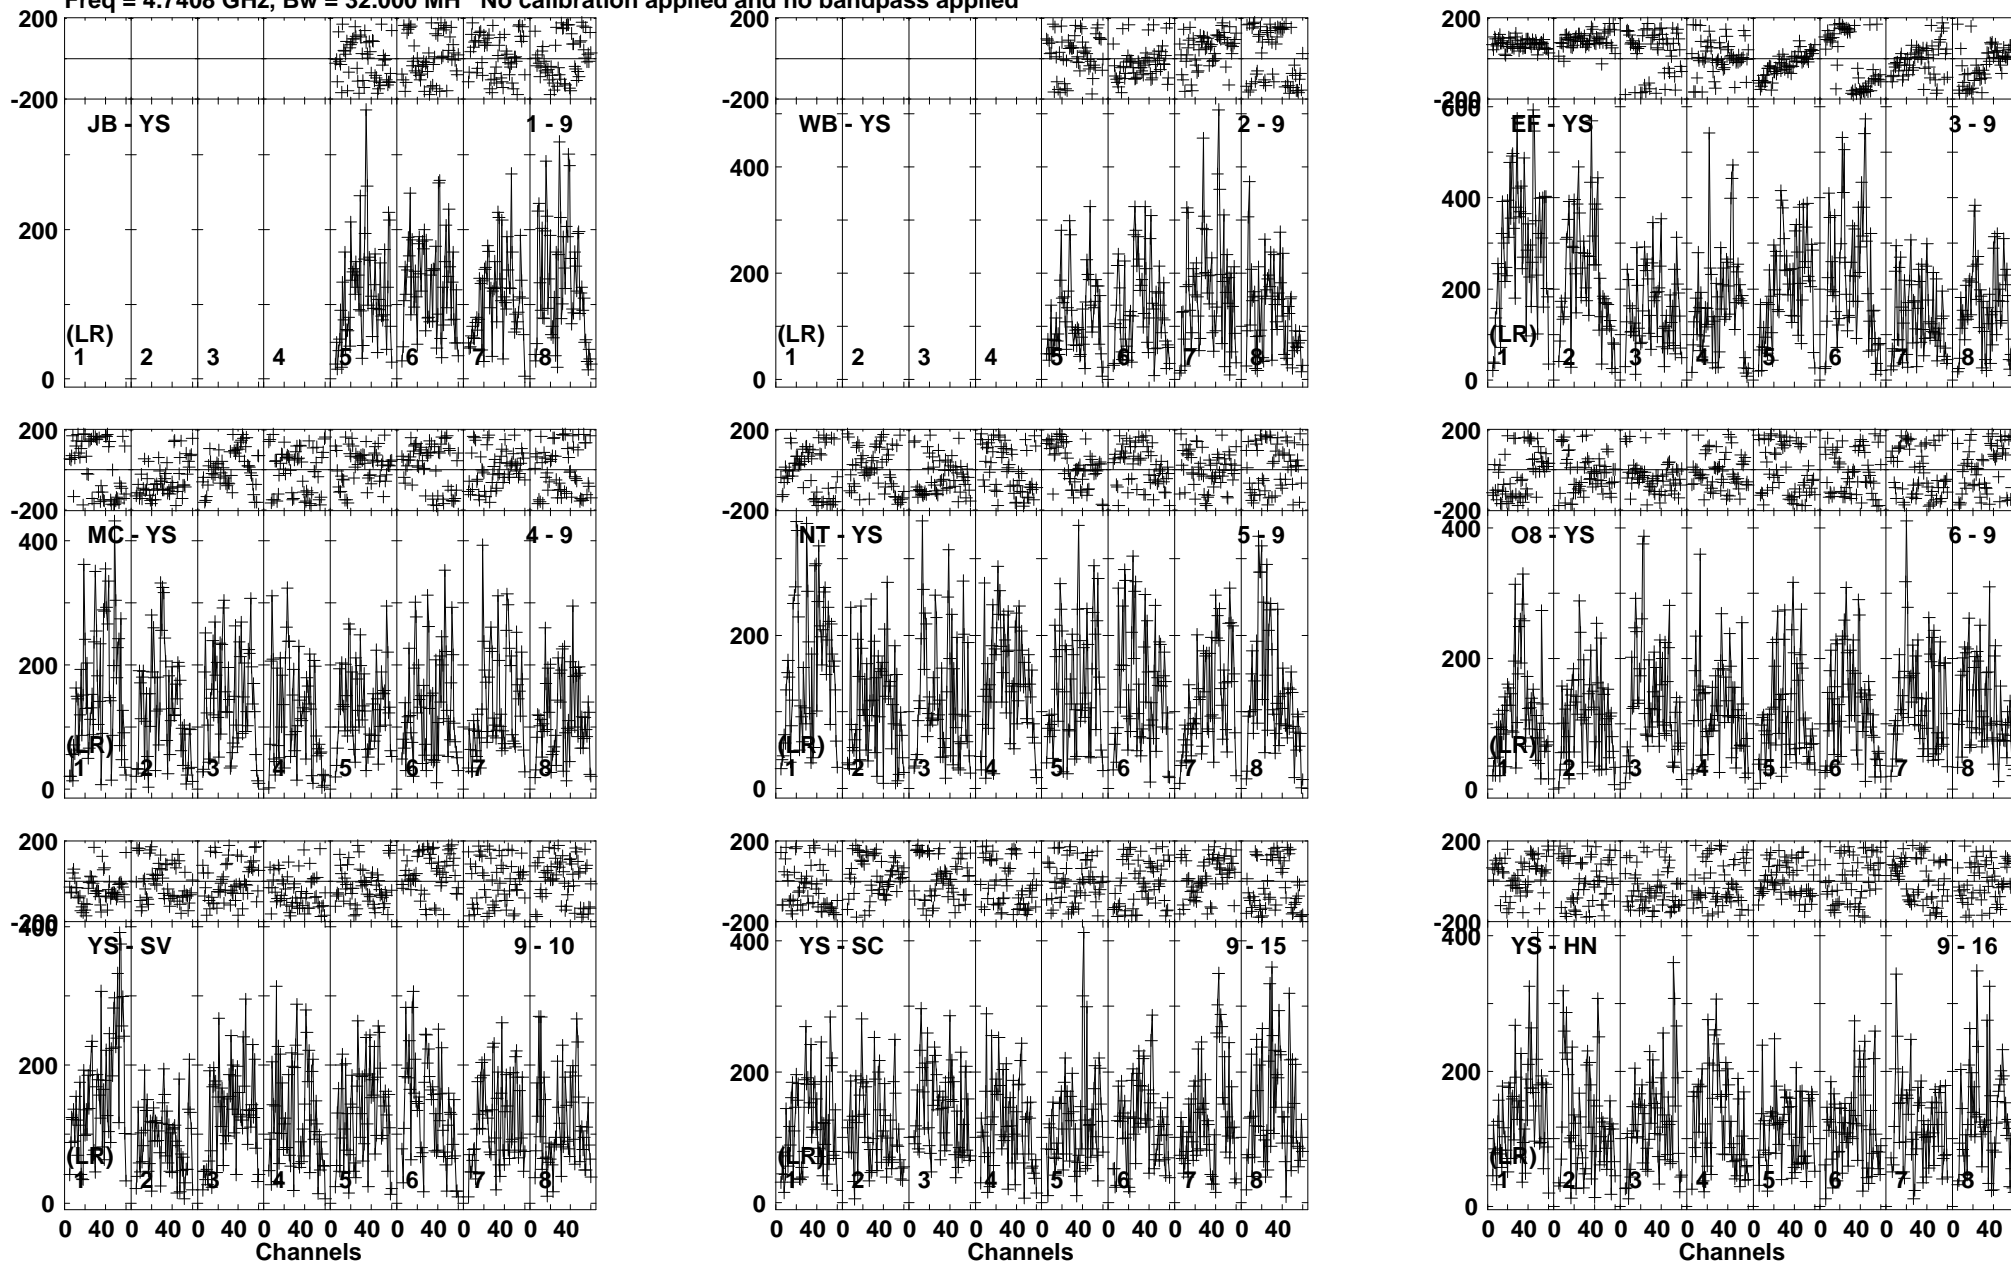 Freq = 4.7408 GHz, Bw = 32.000 MH No calibration applied and no bandpass applied
200 200 200
-200 -200 -200
600
JB - YS 1 - 9 WB - YS 2 - 9 EF - YS 3 - 9
400 400
200 200 200
(LR) (LR) (LR)
1 2 3 4 5 6 7 8 1 2 3 4 5 6 7 8 1 2 3 4 5 6 7 8
0 0 0
200 200 200
-200 -200 -200
400 MC - YS 4 - 9 NT - YS 5 - 9 400 O8 - YS 6 - 9
200 200 200
(LR) (LR) (LR)
1 2 3 4 5 6 7 8 1 2 3 4 5 6 7 8 1 2 3 4 5 6 7 8
0 0 0
200 200 200
-200 -200 -200
400 YS - SV 9 - 10 400 YS - SC 9 - 15 400 YS - HN 9 - 16
200 200 200
(LR) (LR) (LR)
1 2 3 4 5 6 7 8 1 2 3 4 5 6 7 8 1 2 3 4 5 6 7 8
0 0 0
0 40 0 40 0 40 0 40 0 40 0 40 0 40 0 40 0 40 0 40 0 40 0 40 0 40 0 40 0 40 0 40 0 40 0 40 0 40 0 40 0 40 0 40 0 40 0 40
Channels Channels Channels